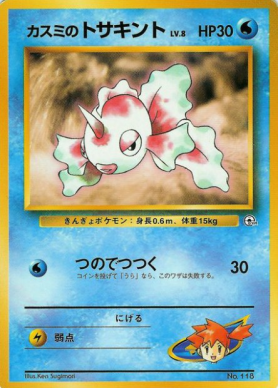 カスミのトサキント LV.8 HP30
きんぎょポケモン：身長0.6m、体重15kg
つのでつつく 30
コインを投げて「うら」なら、このワザは失敗する。
にげる
弱点
Illus.Ken Sugimori No.118